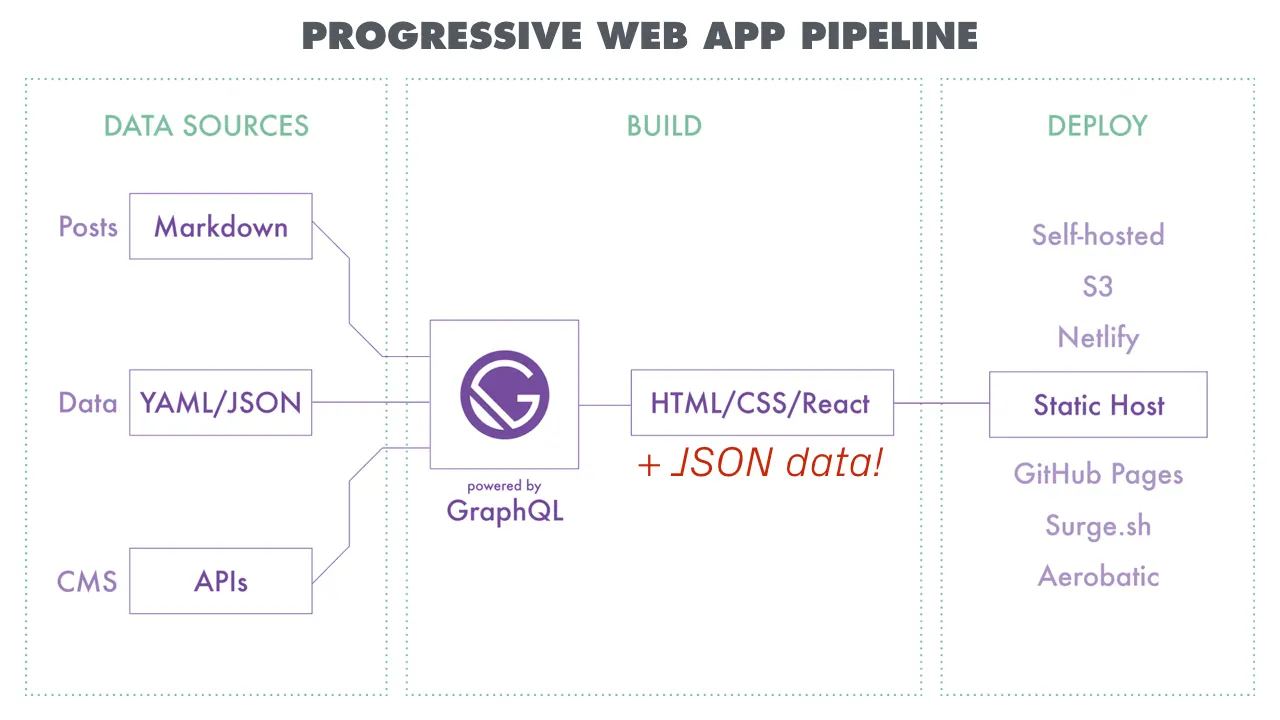 PROGRESSIVE WEB APP PIPELINE
DATA SOURCES
Posts
Markdown
Data
YAML/JSON
CMS
APIs
BUILD
powered by
GraphQL
HTML/CSS/React
+ JSON data!
DEPLOY
Self-hosted
S3
Netlify
Static Host
GitHub Pages
Surge.sh
Aerobatic